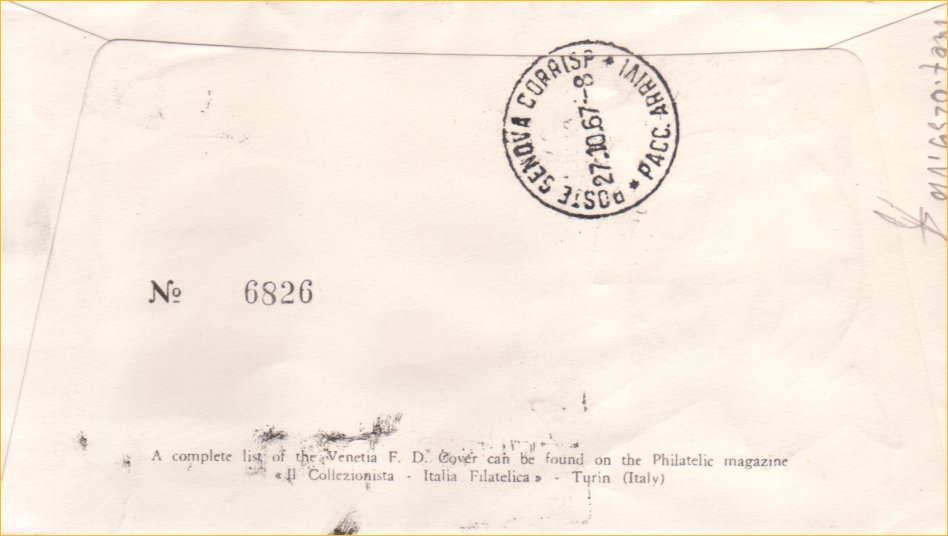 POSTE GENOVA CORRISP * PACC. ARRIVI *
27.10.67.-8
No 6826
A complete list of the Venetia F. D. Cover can be found on the Philatelic magazine
« Il Collezionista - Italia Filatelica » - Turin (Italy)